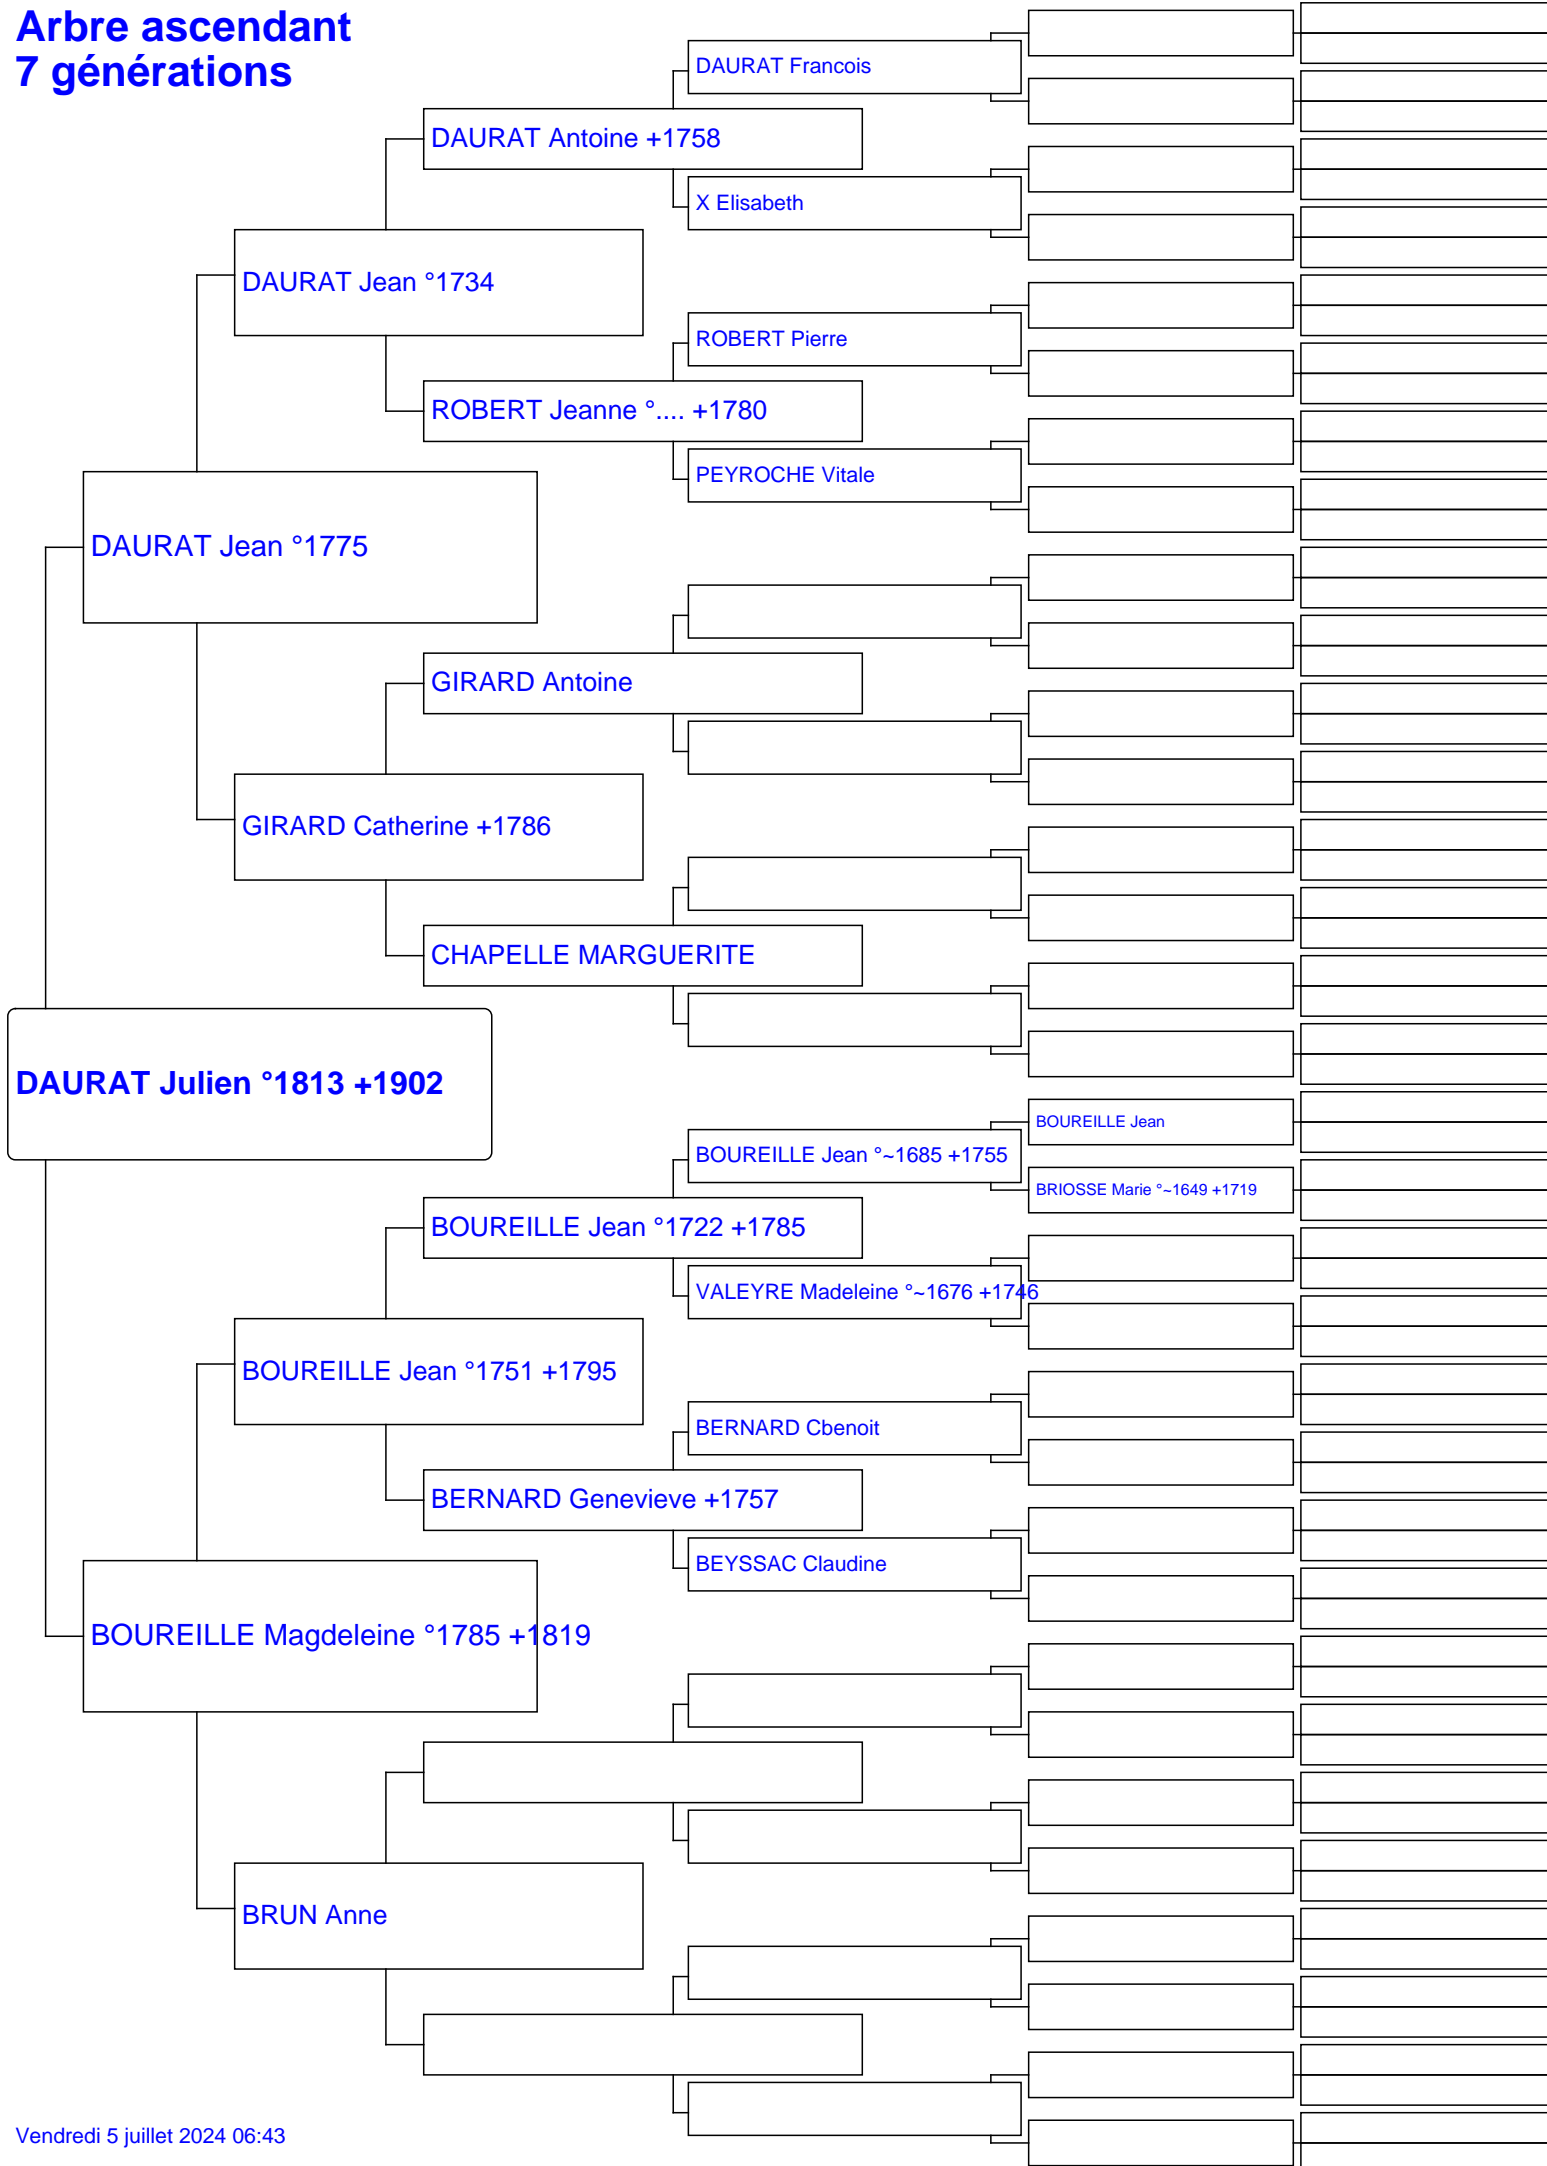 Arbre ascendant
7 générations
DAURAT Francois
DAURAT Antoine +1758
X Elisabeth
DAURAT Jean °1734
ROBERT Pierre
ROBERT Jeanne °.... +1780
PEYROCHE Vitale
DAURAT Jean °1775
GIRARD Antoine
GIRARD Catherine +1786
CHAPELLE MARGUERITE
DAURAT Julien °1813 +1902
BOUREILLE Jean
BOUREILLE Jean °~1685 +1755
BRIOSSE Marie °~1649 +1719
BOUREILLE Jean °1722 +1785
VALEYRE Madeleine °~1676 +1746
BOUREILLE Jean °1751 +1795
BERNARD Cbenoit
BERNARD Genevieve +1757
BEYSSAC Claudine
BOUREILLE Magdeleine °1785 +1819
BRUN Anne
Vendredi 5 juillet 2024 06:43